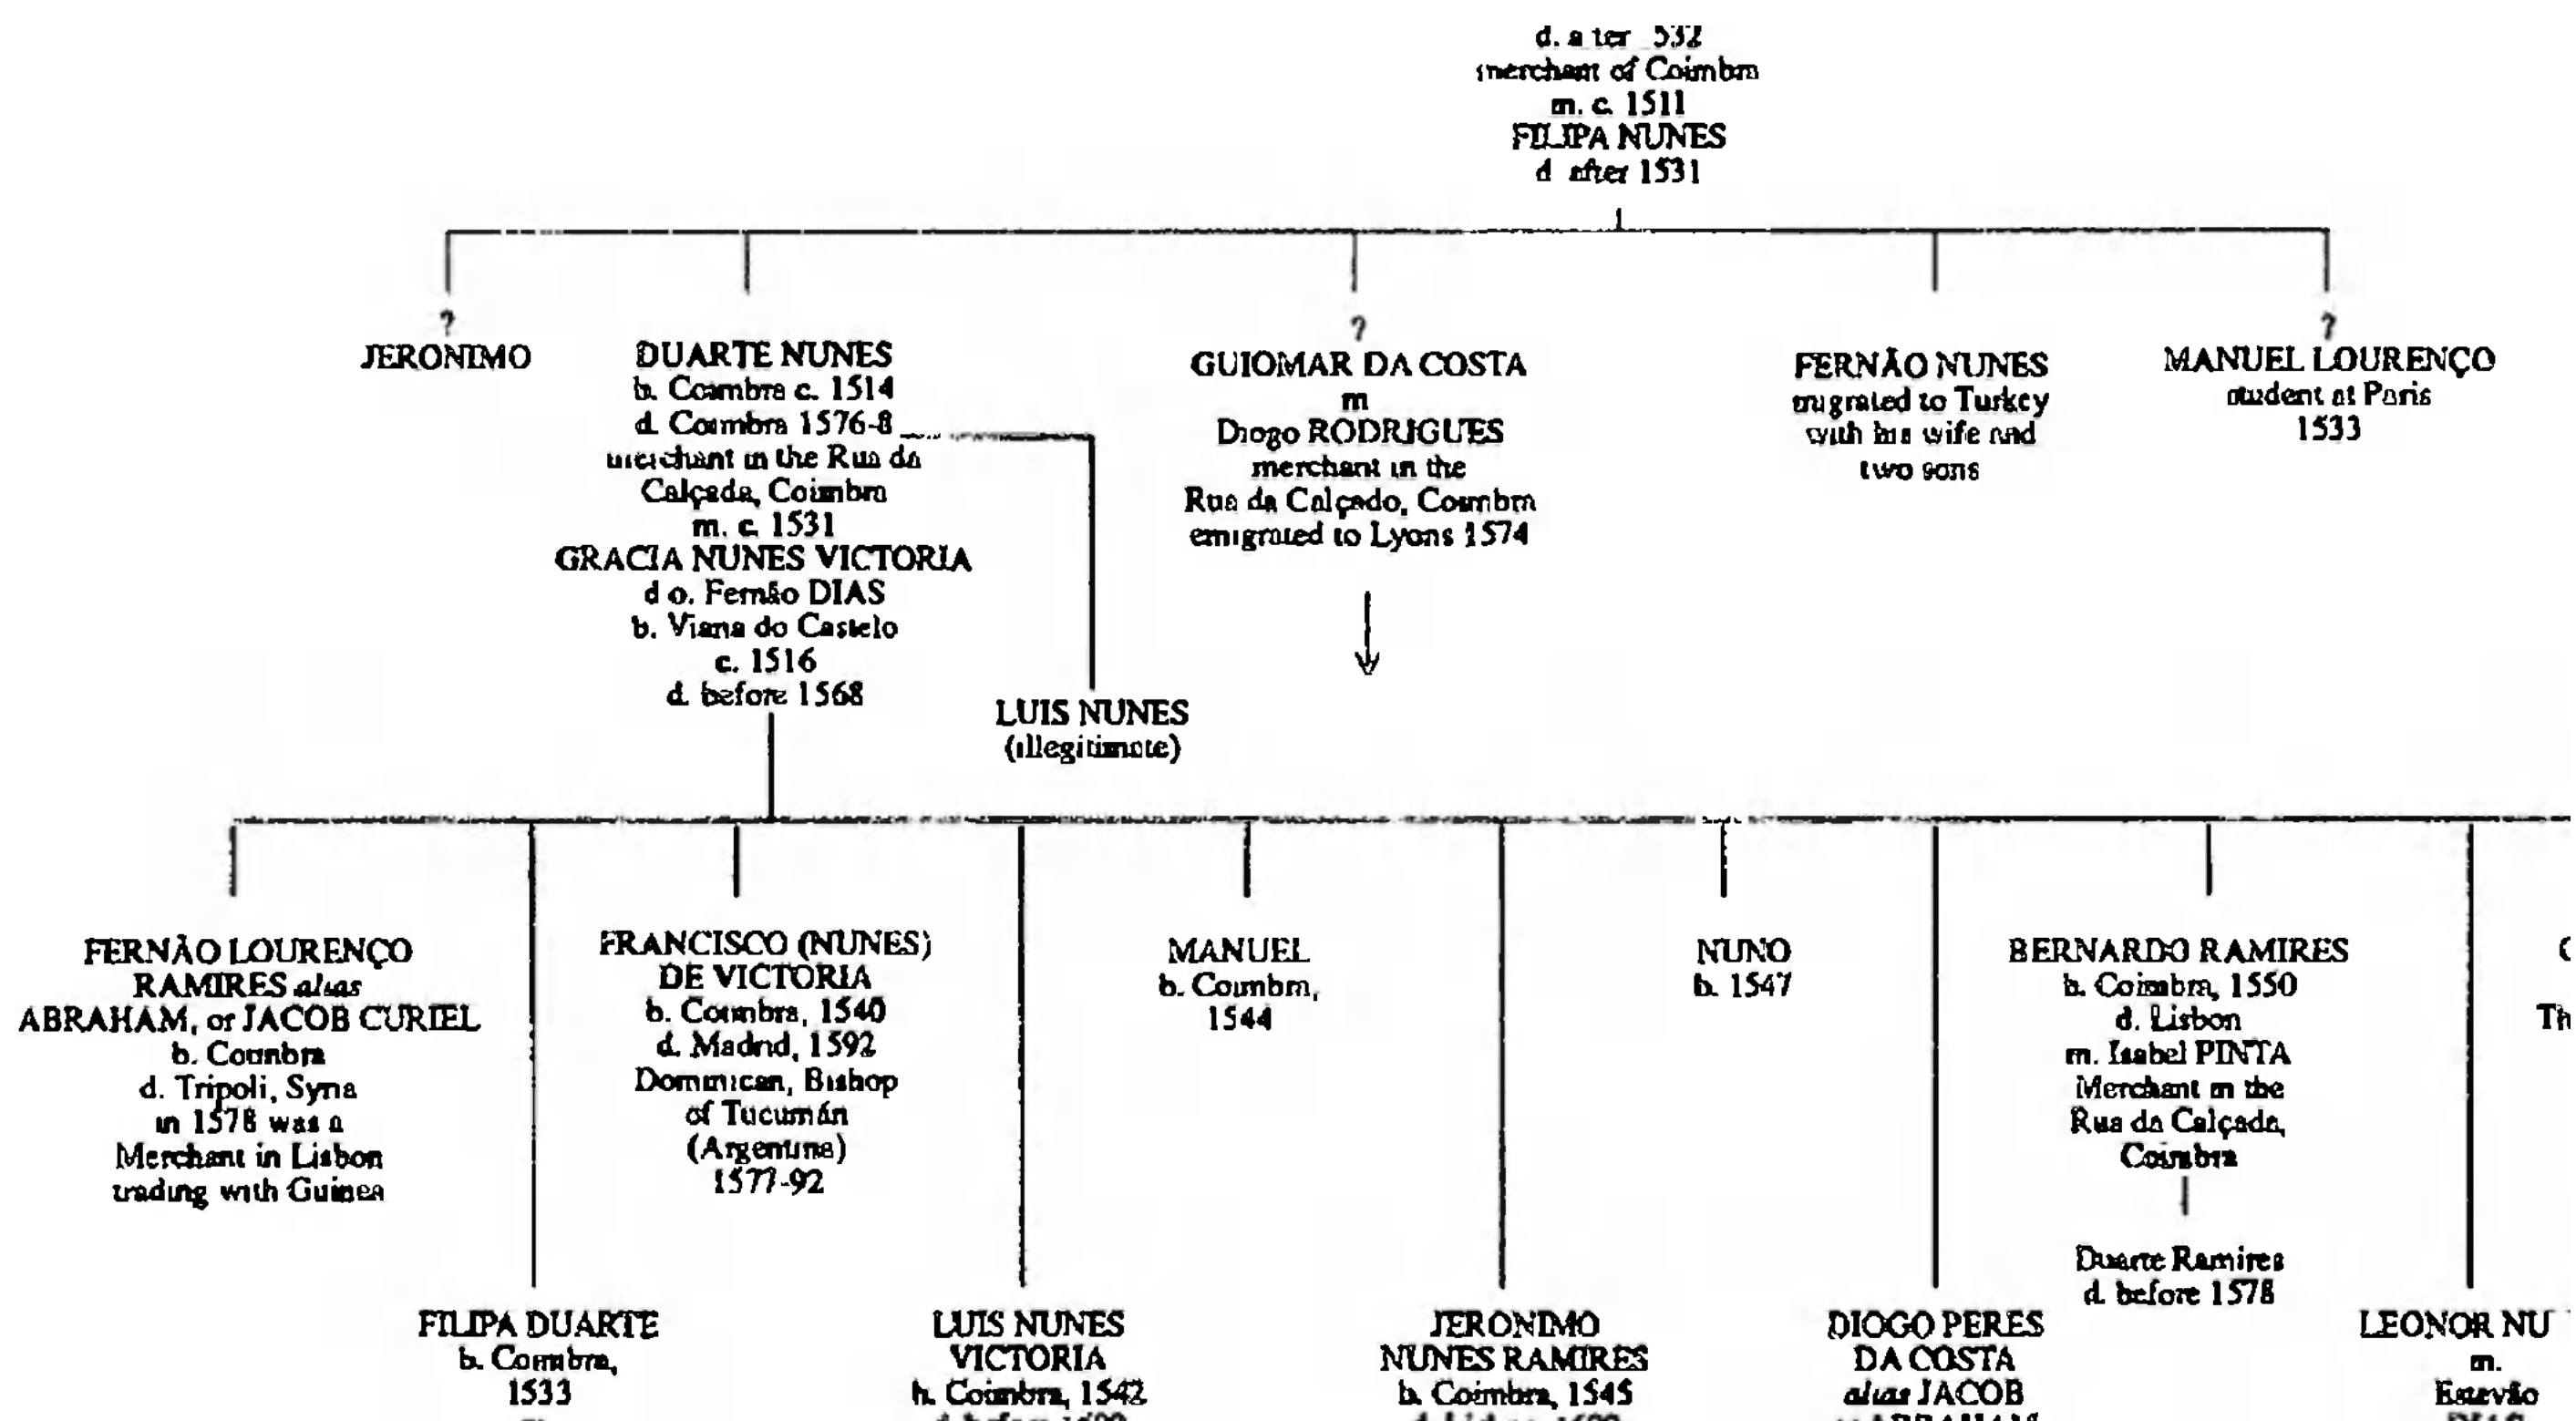 d. a ter 532
merchant of Coimbra
m. c. 1511
FILIPA NUNES
d after 1531
?
JERONIMO
DUARTE NUNES
b. Coimbra c. 1514
d. Coimbra 1576-8
merchant in the Rua da
Calçada, Coimbra
m. c. 1531
GRACIA NUNES VICTORIA
d o. Fernão DIAS
b. Viana do Castelo
c. 1516
d. before 1568
LUIS NUNES
(illegitimate)
?
GUIOMAR DA COSTA
m
Diogo RODRIGUES
merchant in the
Rua da Calçado, Coimbra
emigrated to Lyons 1574
FERNÃO NUNES
migrated to Turkey
with his wife and
two sons
?
MANUEL LOURENÇO
student at Paris
1533
FERNÃO LOURENÇO
RAMIRES alias
ABRAHAM, or JACOB CURIEL
b. Coimbra
d. Tripoli, Syria
in 1578 was a
Merchant in Lisbon
trading with Guinea
FRANCISCO (NUNES)
DE VICTORIA
b. Coimbra, 1540
d. Madrid, 1592
Dominican, Bishop
of Tucumán
(Argentina)
1577-92
MANUEL
b. Coimbra,
1544
NUNO
b. 1547
BERNARDO RAMIRES
b. Coimbra, 1550
d. Lisbon
m. Isabel PINTA
Merchant in the
Rua da Calçada,
Coimbra
Duarte Ramires
d. before 1578
Th
FILIPA DUARTE
b. Coimbra,
1533
LUIS NUNES
VICTORIA
b. Coimbra, 1542
JERONIMO
NUNES RAMIRES
b. Coimbra, 1545
DIOGO PERES
DA COSTA
alias JACOB
LEONOR NU
m.
Estevão